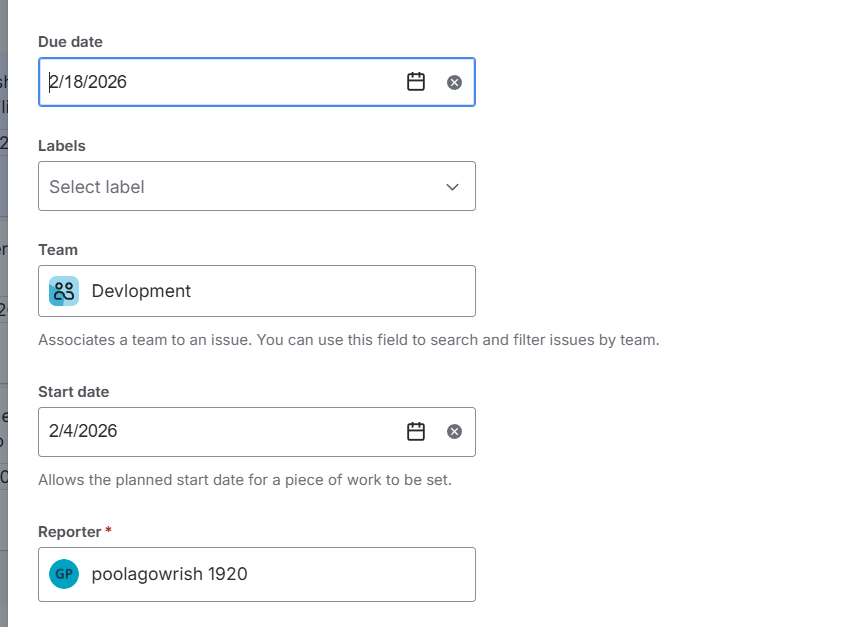 Due date
2/18/2026
Labels
Select label
Team
Devlopment
Associates a team to an issue. You can use this field to search and filter issues by team.
Start date
2/4/2026
Allows the planned start date for a piece of work to be set.
Reporter *
GP poolagowrish 1920